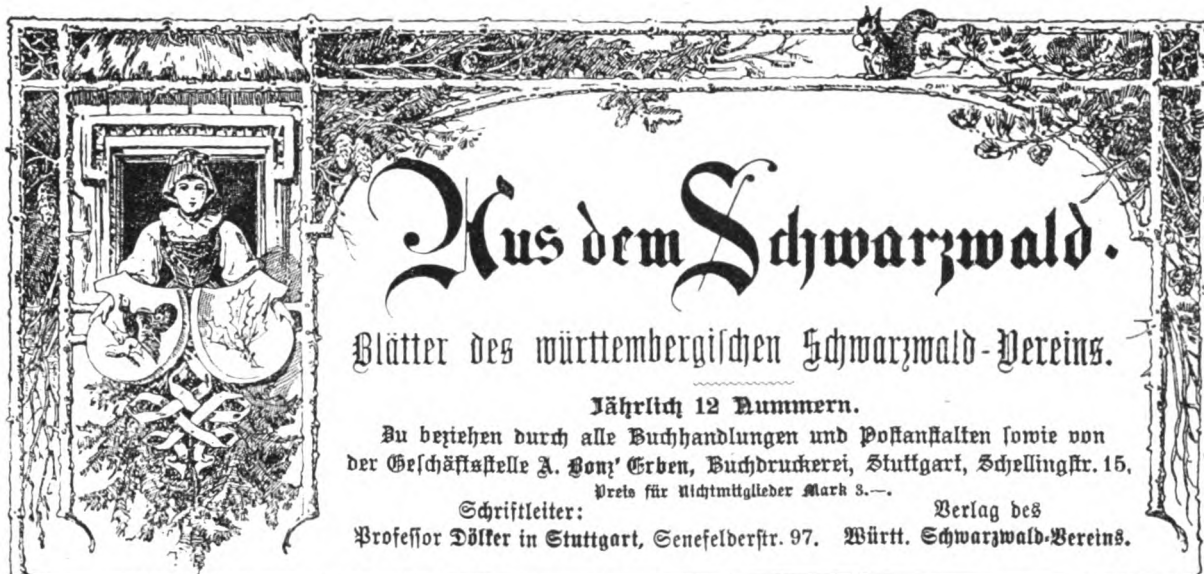 Aus dem Schwarzwald.
Blätter des württembergischen Schwarzwald-Vereins.
Jährlich 12 Nummern.
Zu beziehen durch alle Buchhandlungen und Postanstalten sowie von
der Geschäftsstelle A. Bonz' Erben, Buchdruckerei, Stuttgart, Schellingstr. 15,
Preis für Nichtmitglieder Mark 3.—.
Schriftleiter:
Professor Dölker in Stuttgart, Senefelderstr. 97.
Verlag des
Württ. Schwarzwald-Vereins.